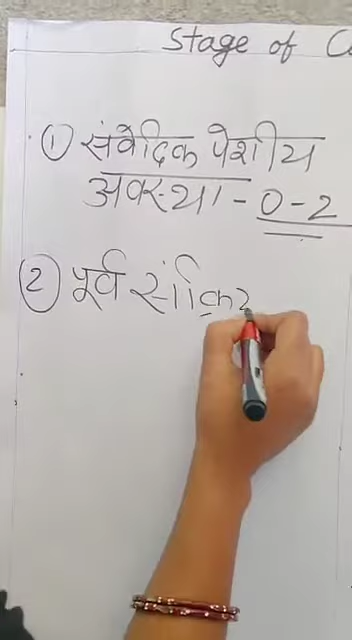 Stage of
① संवेदिक पेशीय
अवस्था - 0-2
② पूर्व